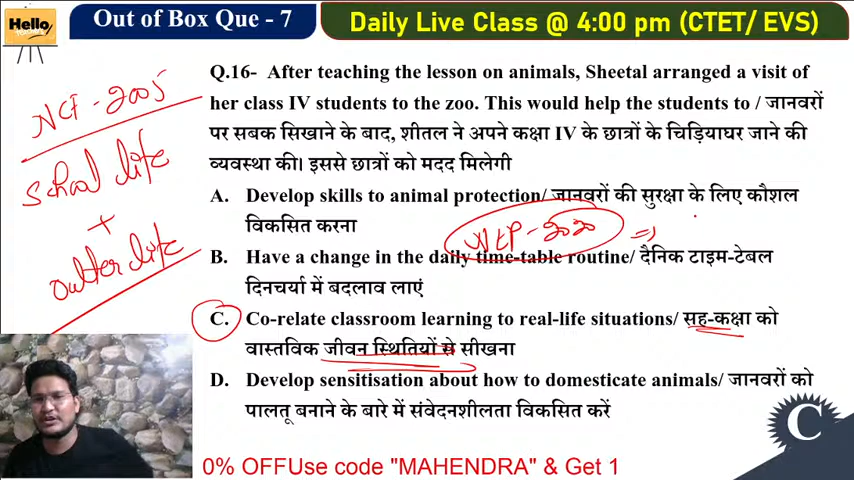 Hello
Out of Box Que - 7
Daily Live Class @ 4:00 pm (CTET/ EVS)
Q.16- After teaching the lesson on animals, Sheetal arranged a visit of
her class IV students to the zoo. This would help the students to / जानवरों
पर सबक सिखाने के बाद, शीतल ने अपने कक्षा IV के छात्रों के चिड़ियाघर जाने की
व्यवस्था की। इससे छात्रों को मदद मिलेगी
A. Develop skills to animal protection/ जानवरों की सुरक्षा के लिए कौशल
विकसित करना
B. Have a change in the daily time-table routine/ दैनिक टाइम-टेबल
दिनचर्या में बदलाव लाएं
C. Co-relate classroom learning to real-life situations/ सह-कक्षा को
वास्तविक जीवन स्थितियों से सीखना
D. Develop sensitisation about how to domesticate animals/ जानवरों को
पालतू बनाने के बारे में संवेदनशीलता विकसित करें
NCF - 2005
School life
+
outter life
NEP - 2020
C
0% OFFUse code "MAHENDRA" & Get 1